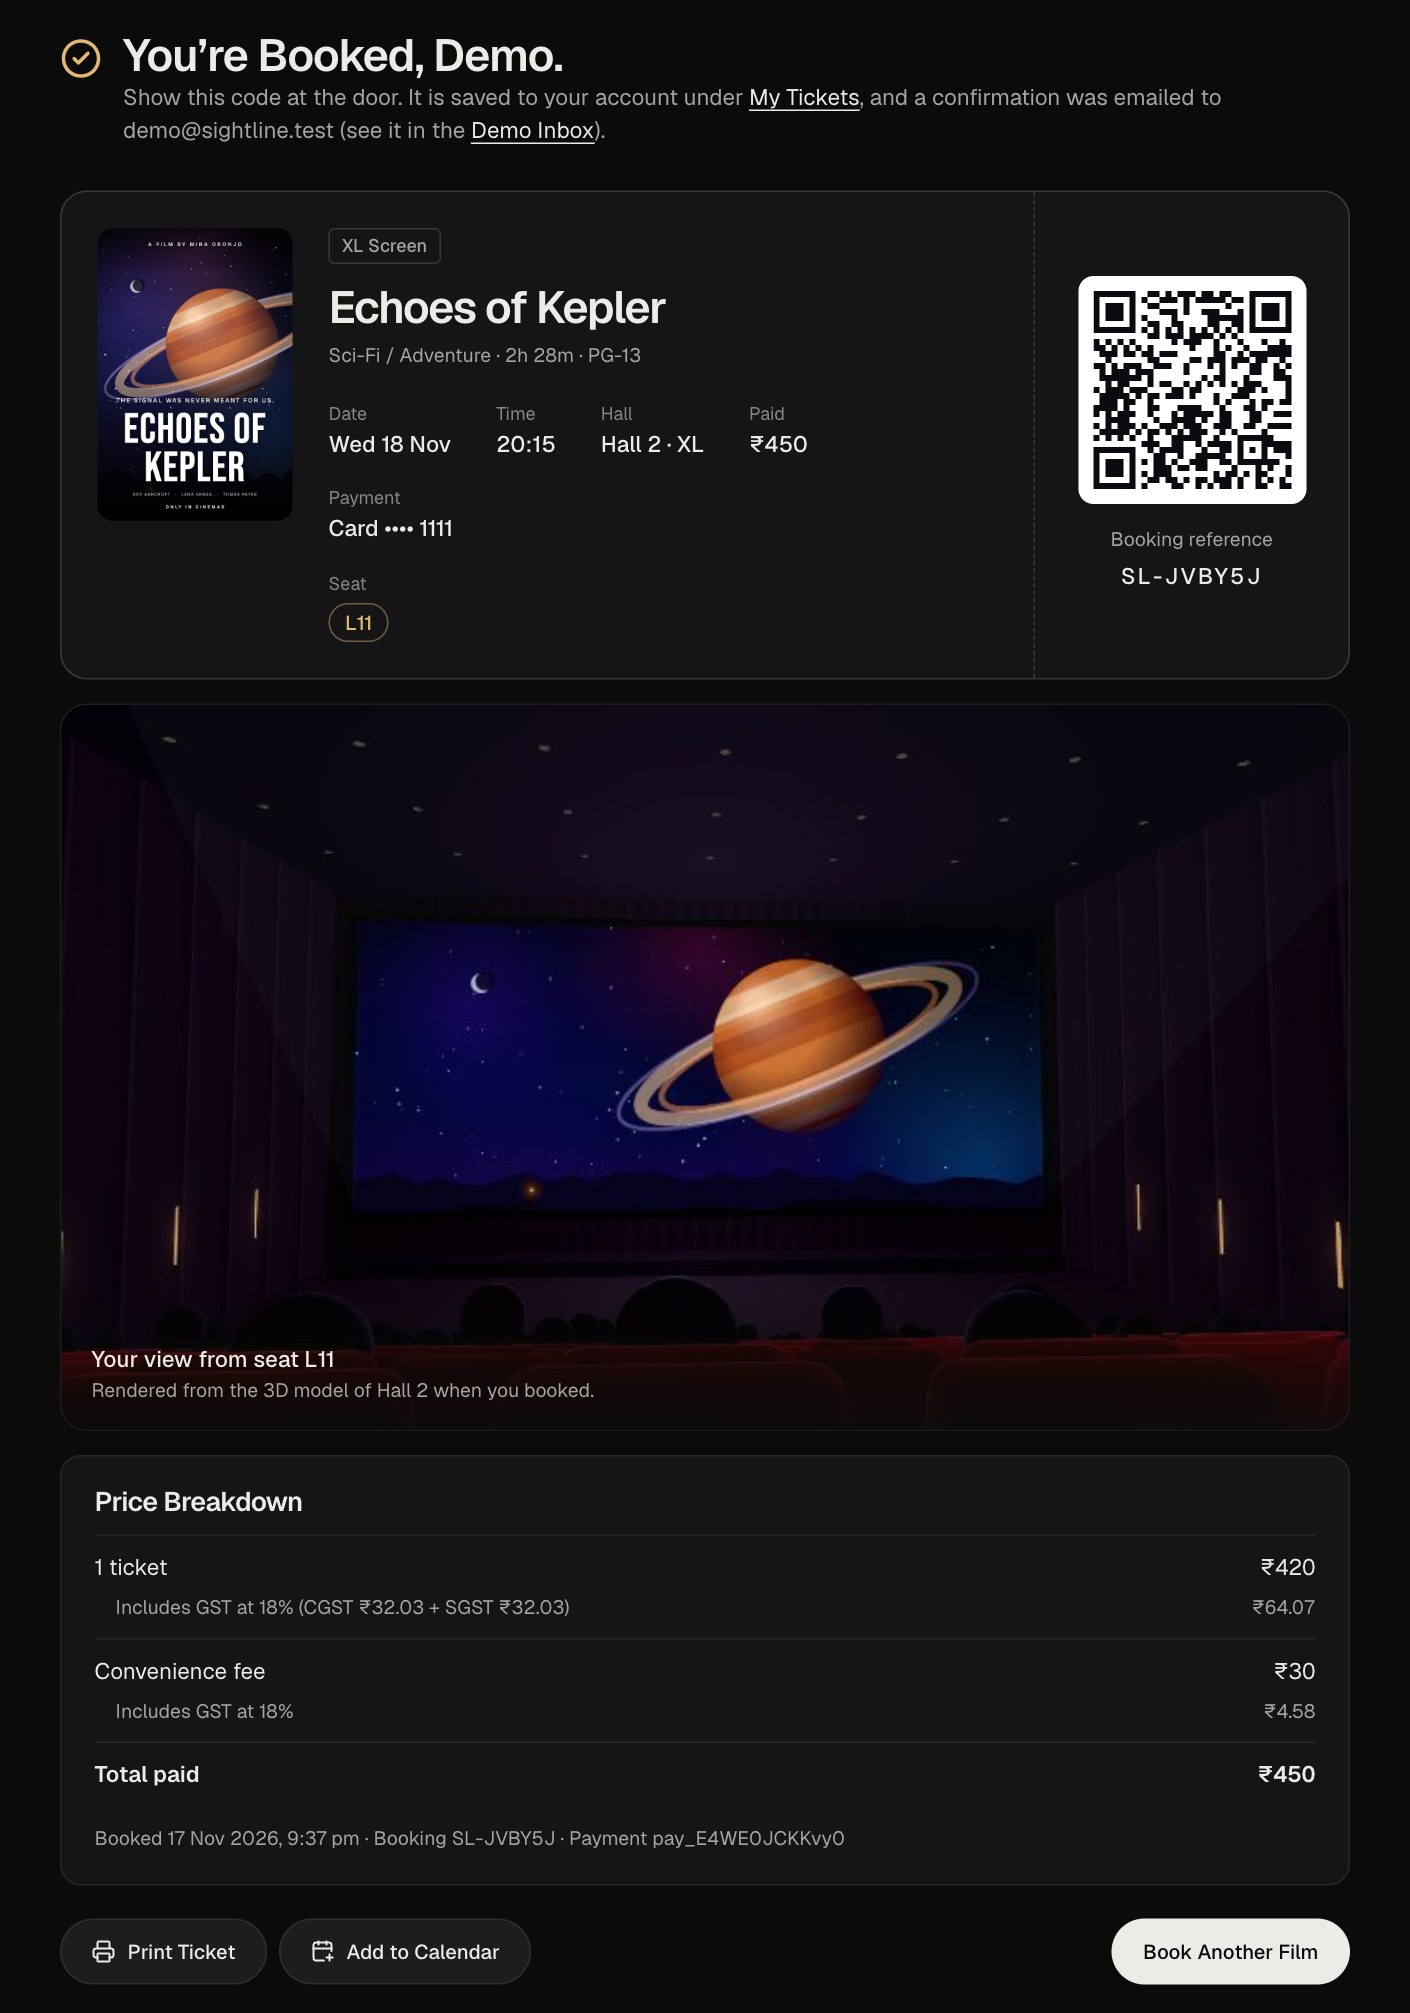 You’re Booked, Demo.
Show this code at the door. It is saved to your account under My Tickets, and a confirmation was emailed to
demo@sightline.test (see it in the Demo Inbox).
A FILM BY MIRA OKONJO
THE SIGNAL WAS NEVER MEANT FOR US.
ECHOES OF
KEPLER
DEV ASHCROFT · LENA VARGA · TOMAS REYES
ONLY IN CINEMAS
XL Screen
Echoes of Kepler
Sci-Fi / Adventure · 2h 28m · PG-13
Date Time Hall Paid
Wed 18 Nov 20:15 Hall 2 · XL ₹450
Payment
Card •••• 1111
Seat
L11
Booking reference
SL-JVBY5J
Your view from seat L11
Rendered from the 3D model of Hall 2 when you booked.
Price Breakdown
1 ticket ₹420
Includes GST at 18% (CGST ₹32.03 + SGST ₹32.03) ₹64.07
Convenience fee ₹30
Includes GST at 18% ₹4.58
Total paid ₹450
Booked 17 Nov 2026, 9:37 pm · Booking SL-JVBY5J · Payment pay_E4WE0JCKKvy0
Print Ticket
Add to Calendar
Book Another Film